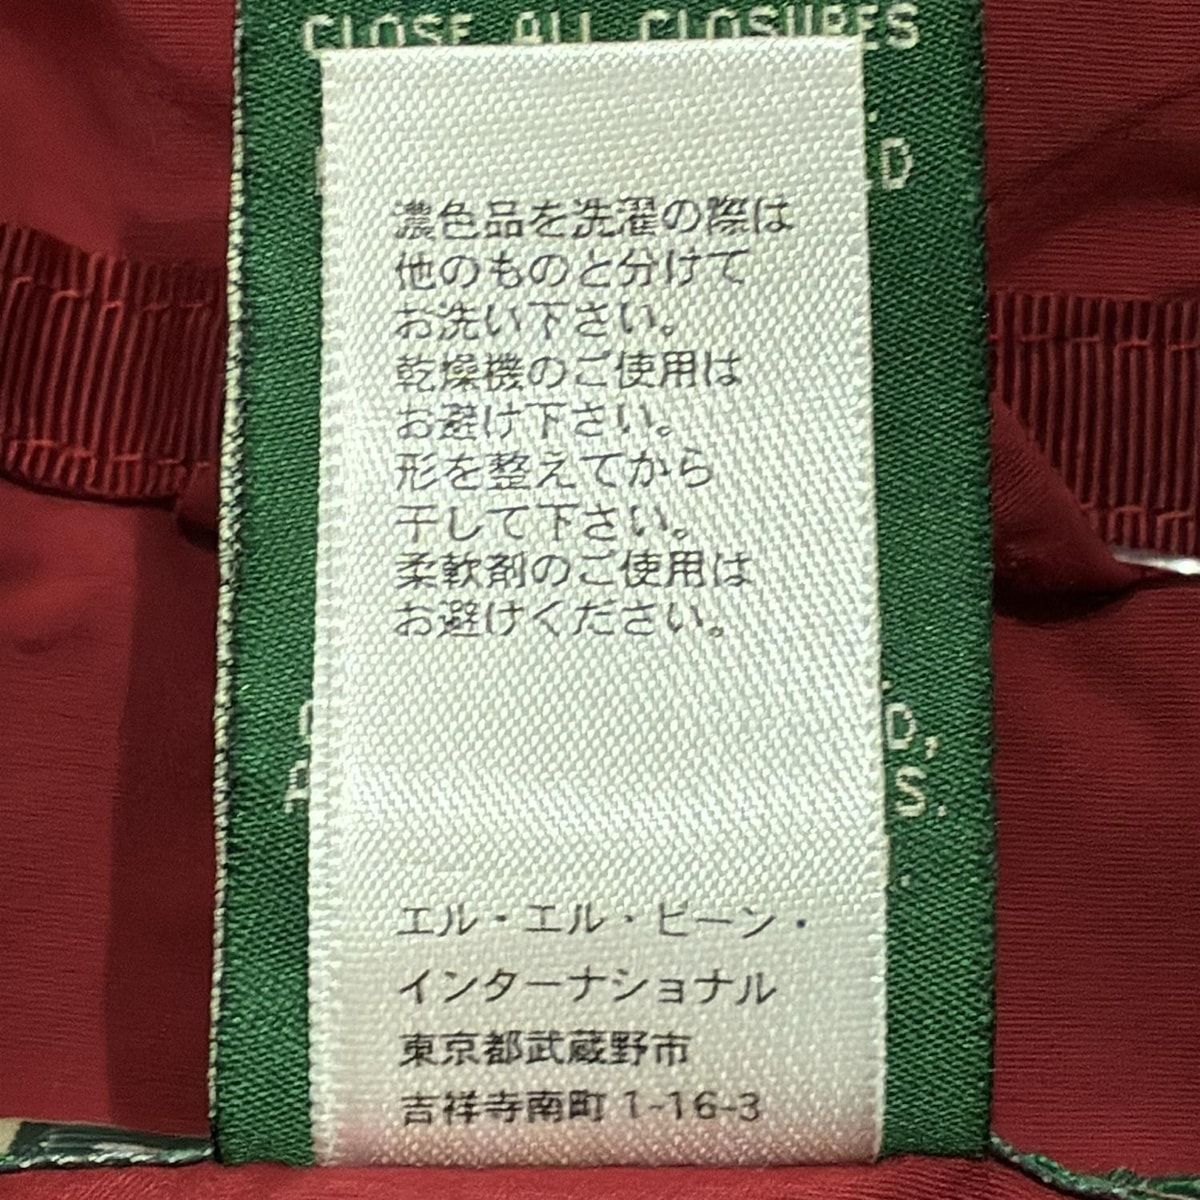 CLOSE ALL CLOSURES
濃色品を洗濯の際は
他のものと分けて
お洗い下さい。
乾燥機のご使用は
お避け下さい。
形を整えてから
干して下さい。
柔軟剤のご使用は
お避けください。
エル・エル・ビーン・
インターナショナル
東京都武蔵野市
吉祥寺南町1-16-3